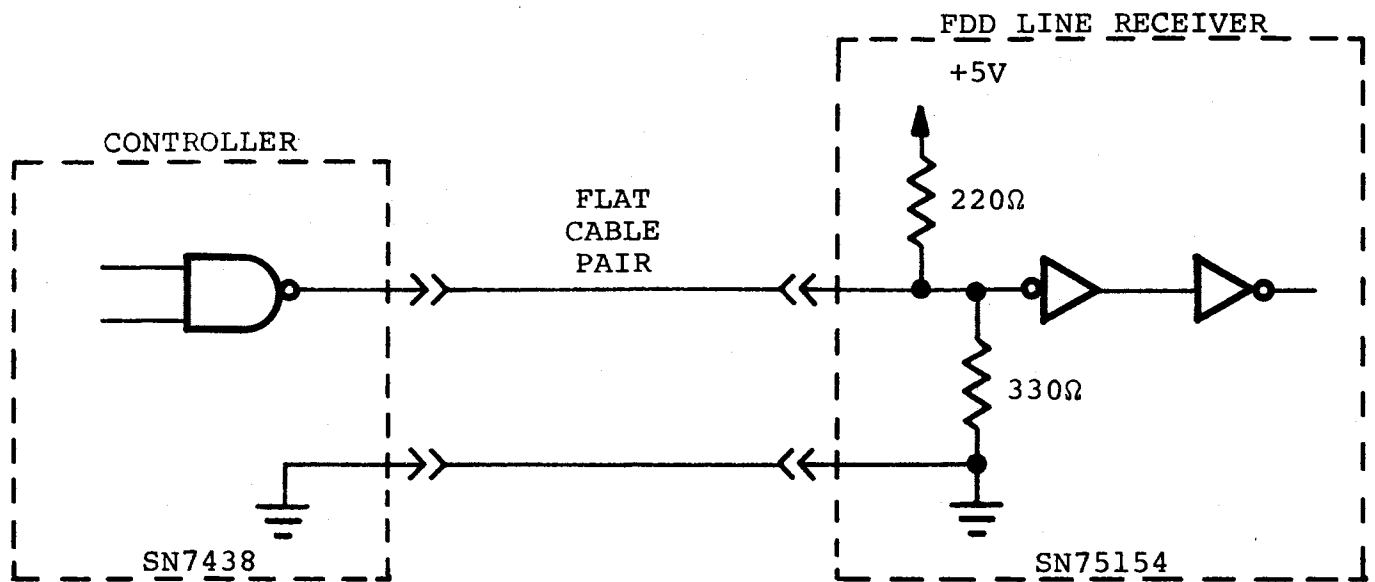 FDD LINE RECEIVER
+5V
CONTROLLER
220Ω
FLAT
CABLE
PAIR
330Ω
SN7438
SN75154